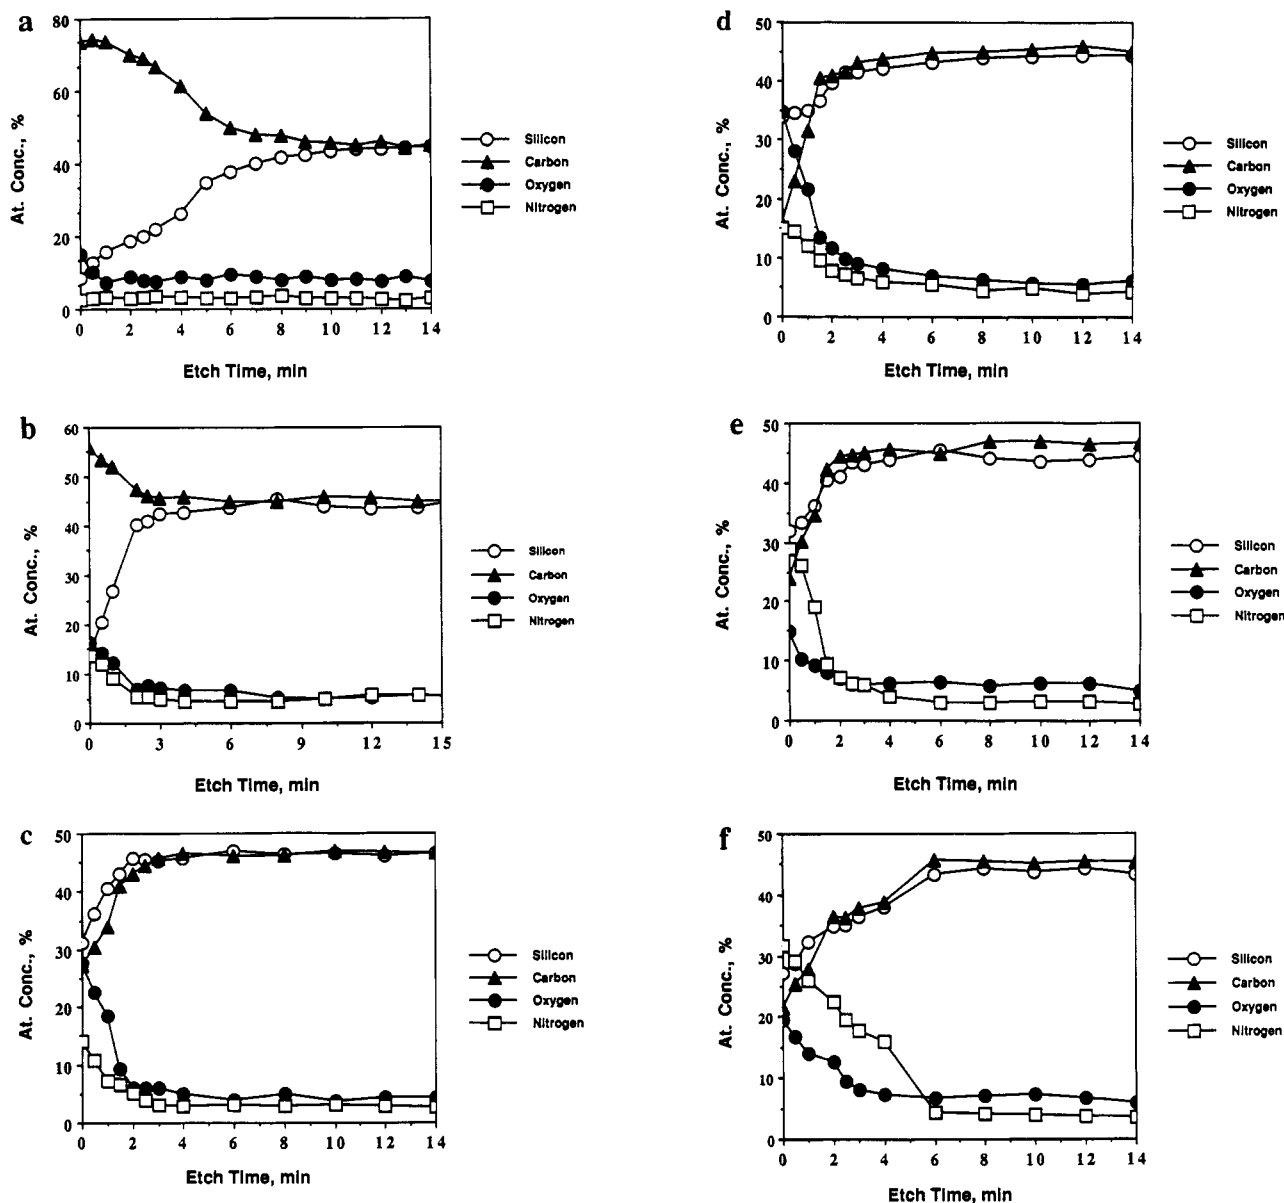 a
80
60
40
20
0
At. Conc., %
0 2 4 6 8 10 12 14
Etch Time, min
Silicon
Carbon
Oxygen
Nitrogen
b
60
50
40
30
20
10
0
At. Conc., %
0 3 6 9 12 15
Etch Time, min
Silicon
Carbon
Oxygen
Nitrogen
c
50
40
30
20
10
0
At. Conc., %
0 2 4 6 8 10 12 14
Etch Time, min
Silicon
Carbon
Oxygen
Nitrogen
d
50
40
30
20
10
0
At. Conc., %
0 2 4 6 8 10 12 14
Etch Time, min
Silicon
Carbon
Oxygen
Nitrogen
e
50
40
30
20
10
0
At. Conc., %
0 2 4 6 8 10 12 14
Etch Time, min
Silicon
Carbon
Oxygen
Nitrogen
f
50
40
30
20
10
0
At. Conc., %
0 2 4 6 8 10 12 14
Etch Time, min
Silicon
Carbon
Oxygen
Nitrogen